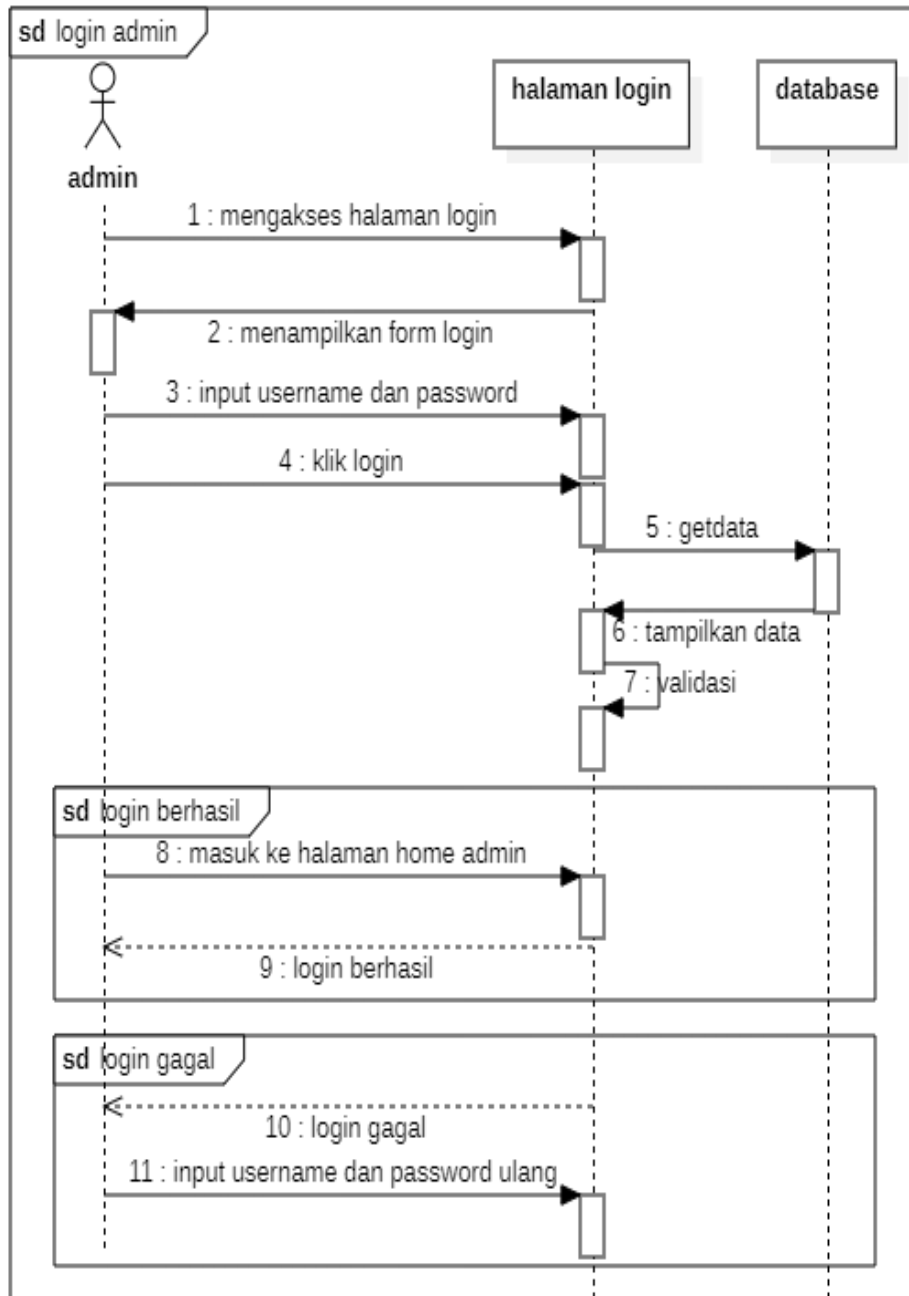 sd login admin
halaman login
database
admin
1 : mengakses halaman login
2 : menampilkan form login
3 : input username dan password
4 : klik login
5 : getdata
6 : tampilkan data
7 : validasi
sd login berhasil
8 : masuk ke halaman home admin
9 : login berhasil
sd login gagal
10 : login gagal
11 : input username dan password ulang